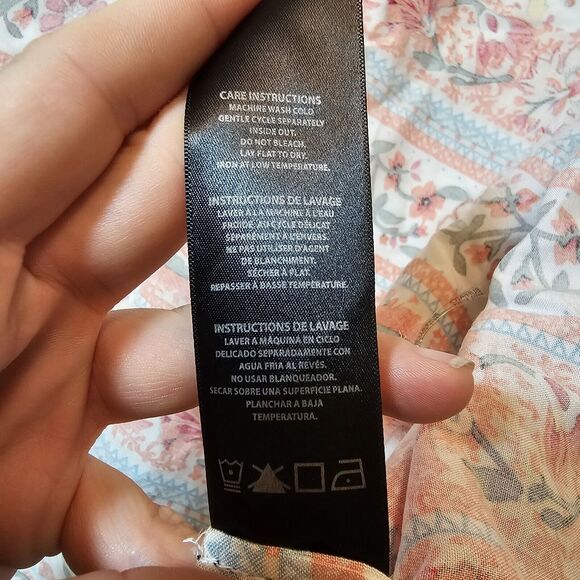 CARE INSTRUCTIONS
MACHINE WASH COLD
GENTLE CYCLE SEPARATELY
INSIDE OUT.
DO NOT BLEACH.
LAY FLAT TO DRY.
IRON AT LOW TEMPERATURE.
INSTRUCTIONS DE LAVAGE
LAVER À LA MACHINE À L'EAU
FROIDE, AU CYCLE DÉLICAT
SÉPARÉMENT À L'ENVERS.
NE PAS UTILISER D'AGENT
DE BLANCHIMENT.
SÉCHER À PLAT.
REPASSER À BASSE TEMPÉRATURE.
INSTRUCTIONS DE LAVAGE
LAVER A MÁQUINA EN CICLO
DELICADO SEPARADAMENTE CON
AGUA FRIA AL REVÉS.
NO USAR BLANQUEADOR.
SECAR SOBRE UNA SUPERFICIE PLANA.
PLANCHAR A BAJA
TEMPERATURA.